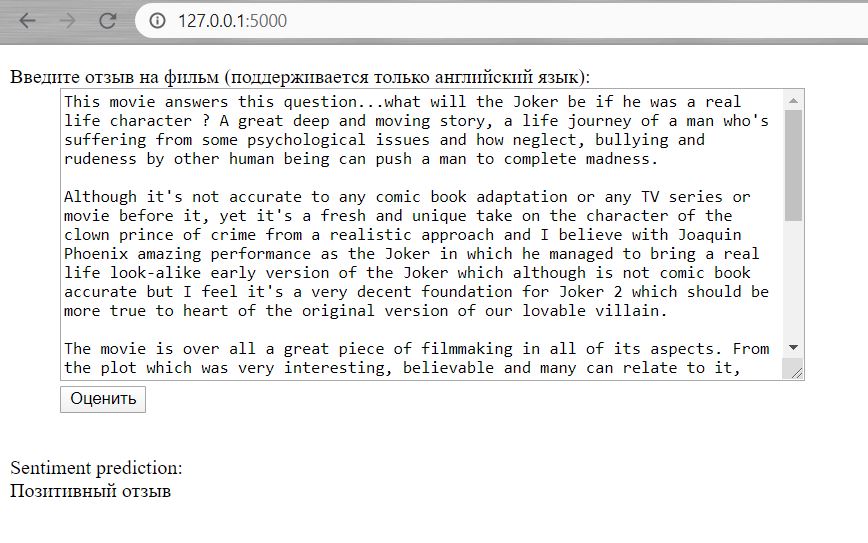 127.0.0.1:5000
Введите отзыв на фильм (поддерживается только английский язык):
This movie answers this question...what will the Joker be if he was a real
life character ? A great deep and moving story, a life journey of a man who's
suffering from some psychological issues and how neglect, bullying and
rudeness by other human being can push a man to complete madness.
Although it's not accurate to any comic book adaptation or any TV series or
movie before it, yet it's a fresh and unique take on the character of the
clown prince of crime from a realistic approach and I believe with Joaquin
Phoenix amazing performance as the Joker in which he managed to bring a real
life look-alike early version of the Joker which although is not comic book
accurate but I feel it's a very decent foundation for Joker 2 which should be
more true to heart of the original version of our lovable villain.
The movie is over all a great piece of filmmaking in all of its aspects. From
the plot which was very interesting, believable and many can relate to it,
Оценить
Sentiment prediction:
Позитивный отзыв